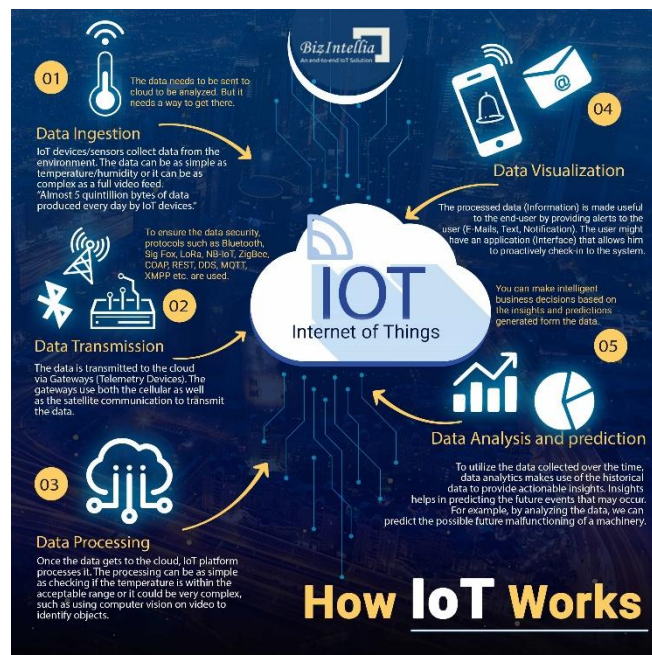 BizIntellia
An end-to-end IoT Solution
01
The data needs to be sent to
cloud to be analyzed. But it
needs a way to get there.
Data Ingestion
IoT devices/sensors collect data from the
environment. The data can be as simple as
temperature/humidity or it can be as
complex as a full video feed.
"Almost 5 quintillion bytes of data
produced every day by IoT devices."
To ensure the data security,
protocols such as Bluetooth,
Sig Fox, LoRa, NB-IoT, ZigBee,
COAP, REST, DDS, MQTT,
XMPP etc. are used.
02
Data Transmission
The data is transmitted to the cloud
via Gateways (Telemetry Devices). The
gateways use both the cellular as well
as the satellite communication to transmit
the data.
03
Data Processing
Once the data gets to the cloud, IoT platform
processes it. The processing can be as simple
as checking if the temperature is within the
acceptable range or it could be very complex,
such as using computer vision on video to
identify objects.
IOT
Internet of Things
@
04
Data Visualization
The processed data (Information) is made useful
to the end-user by providing alerts to the
user (E-Mails, Text, Notification). The user might
have an application (Interface) that allows him
to proactively check-in to the system.
You can make intelligent
business decisions based on
the insights and predictions
generated form the data.
05
Data Analysis and prediction
To utilize the data collected over the time,
data analytics makes use of the historical
data to provide actionable insights. Insights
helps in predicting the future events that may occur.
For example, by analyzing the data, we can
predict the possible future malfunctioning of a machinery.
How IoT Works